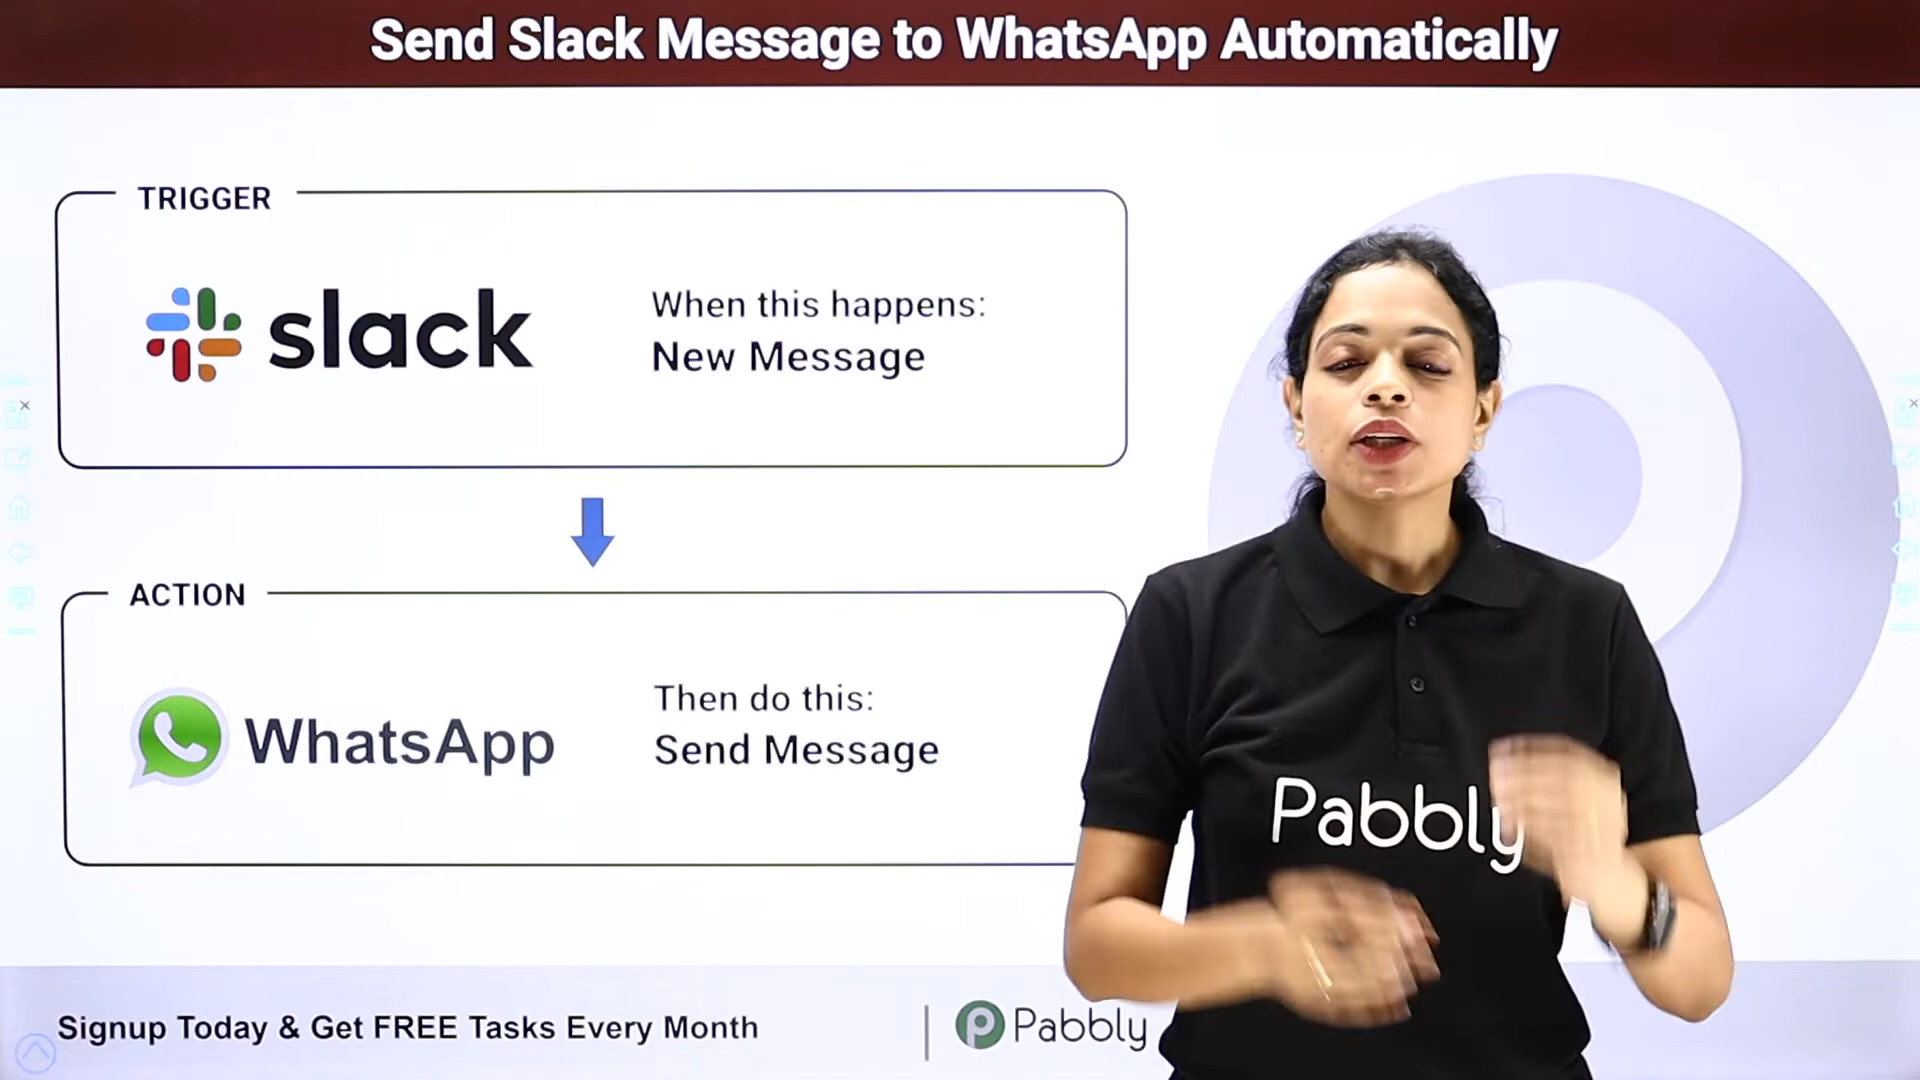 Send Slack Message to WhatsApp Automatically
TRIGGER
slack
When this happens:
New Message
ACTION
WhatsApp
Then do this:
Send Message
Pabbly
Signup Today & Get FREE Tasks Every Month
Pabbly